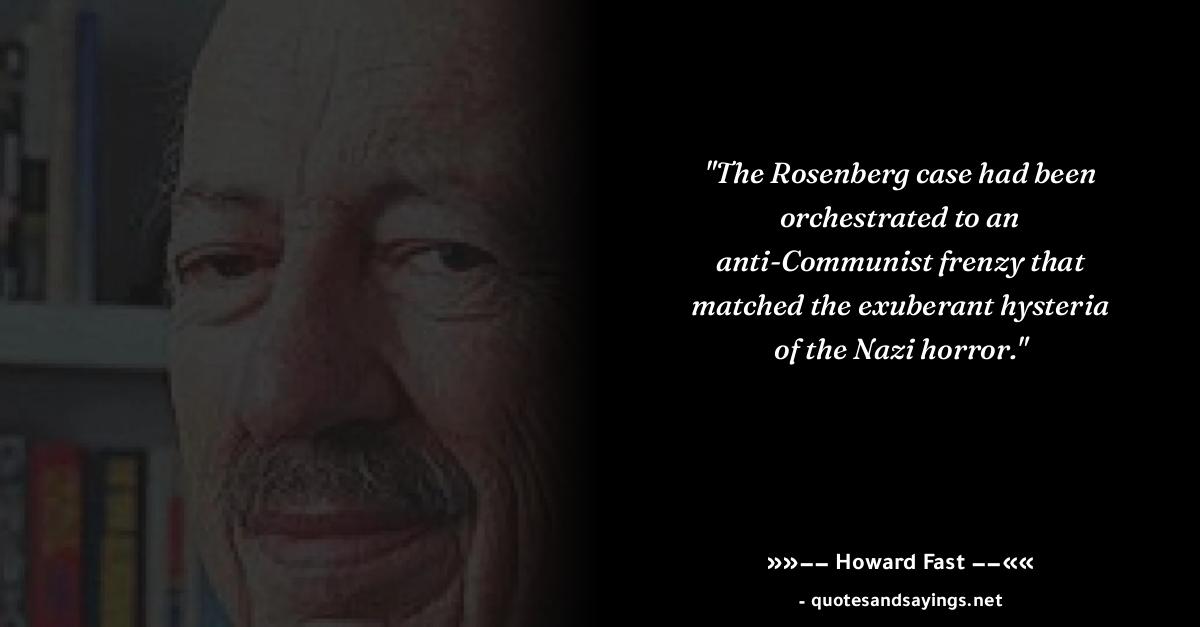 "The Rosenberg case had been
orchestrated to an
anti-Communist frenzy that
matched the exuberant hysteria
of the Nazi horror."
»»−− Howard Fast −−««
- quotesandsayings.net